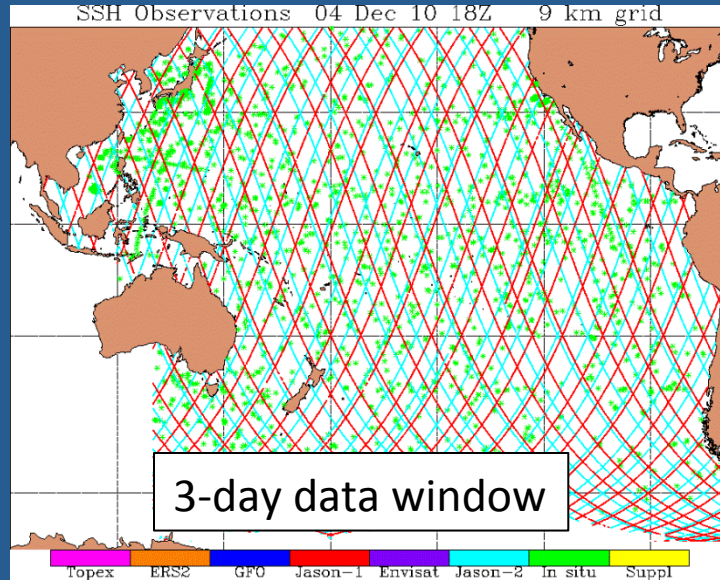 SSH Observations 04 Dec 10 18Z 9 km grid
3-day data window
Topex ERS2 GFO Jason-1 Envisat Jason-2 In situ Suppl